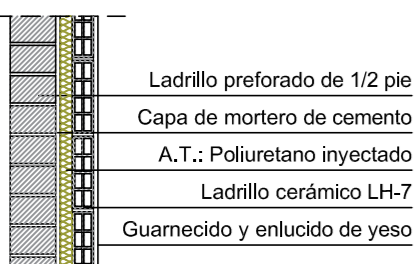 Ladrillo preforado de 1/2 pie
Capa de mortero de cemento
A.T.: Poliuretano inyectado
Ladrillo cerámico LH-7
Guarnecido y enlucido de yeso